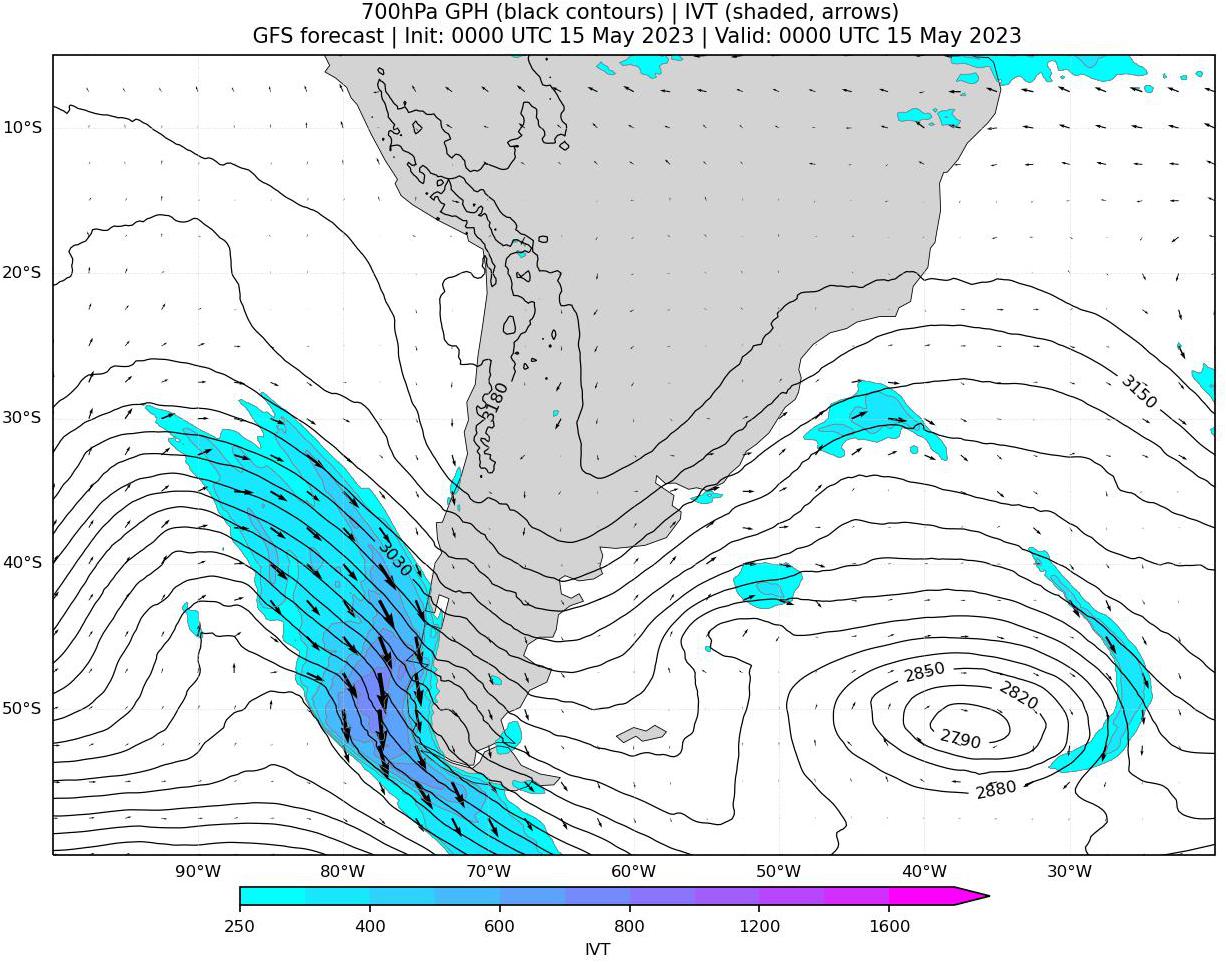 700hPa GPH (black contours) | IVT (shaded, arrows)
GFS forecast | Init: 0000 UTC 15 May 2023 | Valid: 0000 UTC 15 May 2023
10°S
20°S
30°S
40°S
50°S
3180
3150
3030
2850
2820
2790
2880
90°W 80°W 70°W 60°W 50°W 40°W 30°W
250 400 600 800 1200 1600
IVT